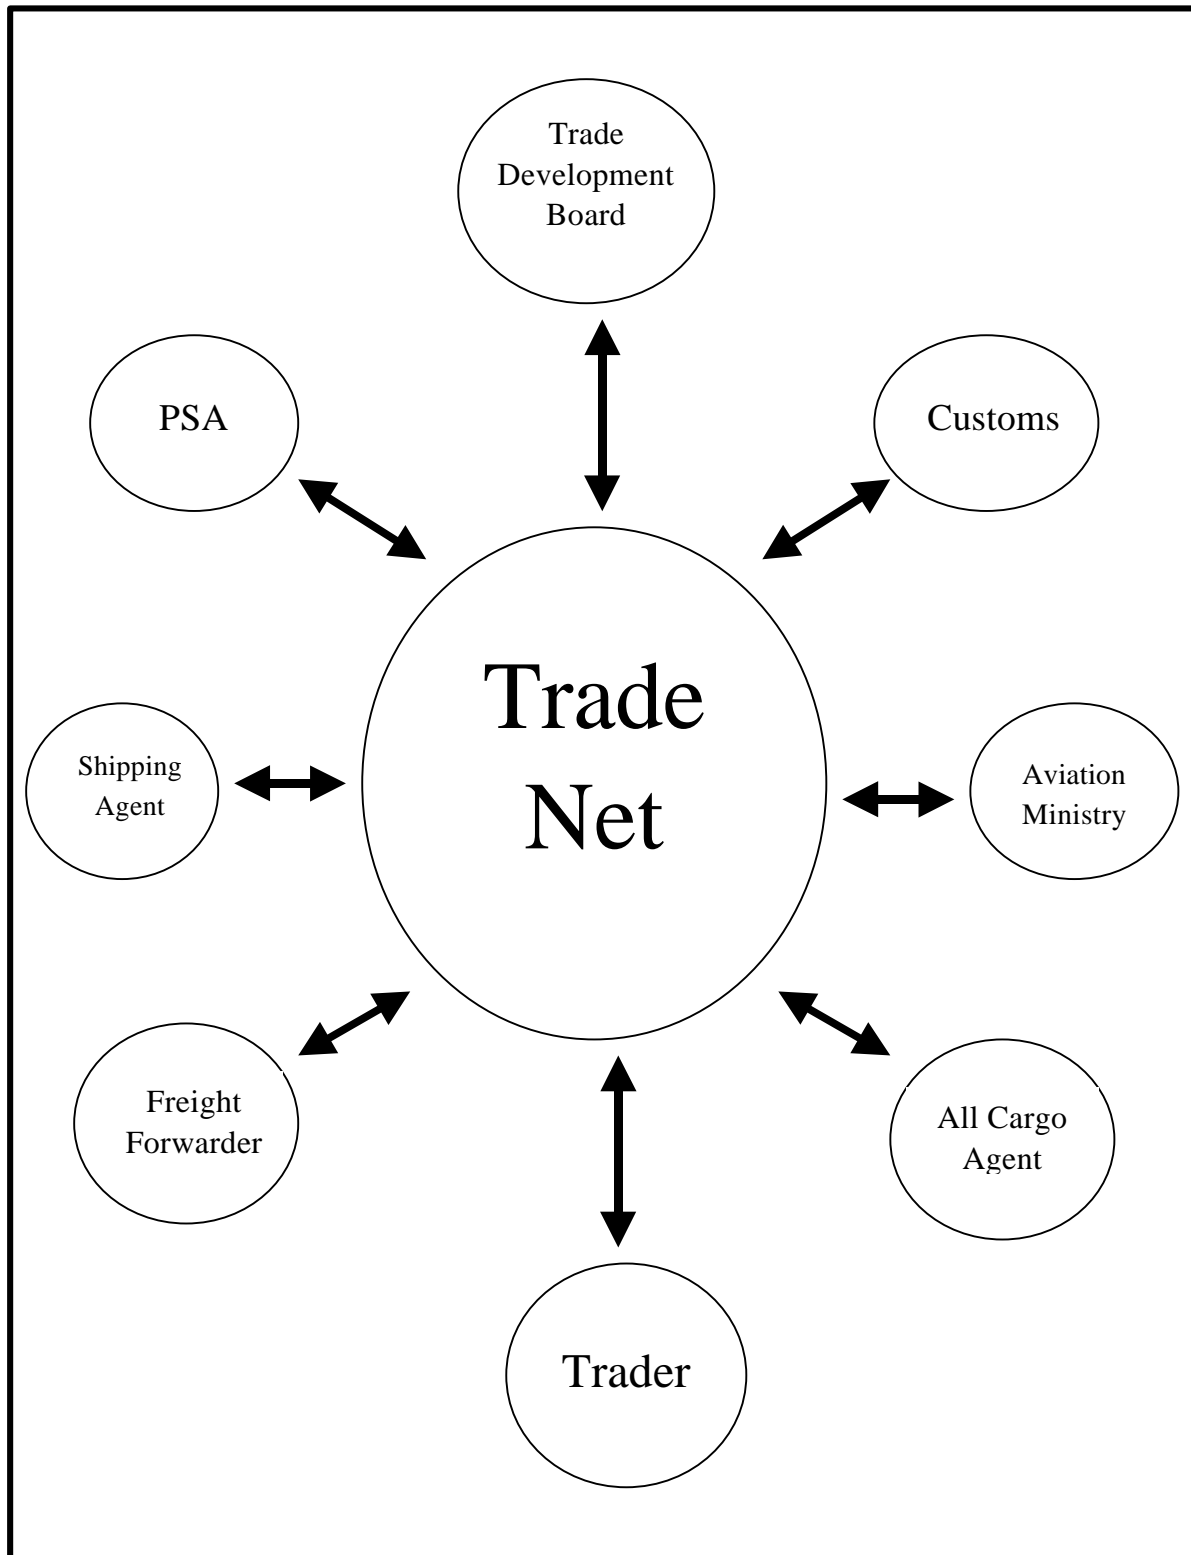 Trade
Development
Board
PSA
Customs
Trade
Net
Shipping
Agent
Aviation
Ministry
Freight
Forwarder
All Cargo
Agent
Trader